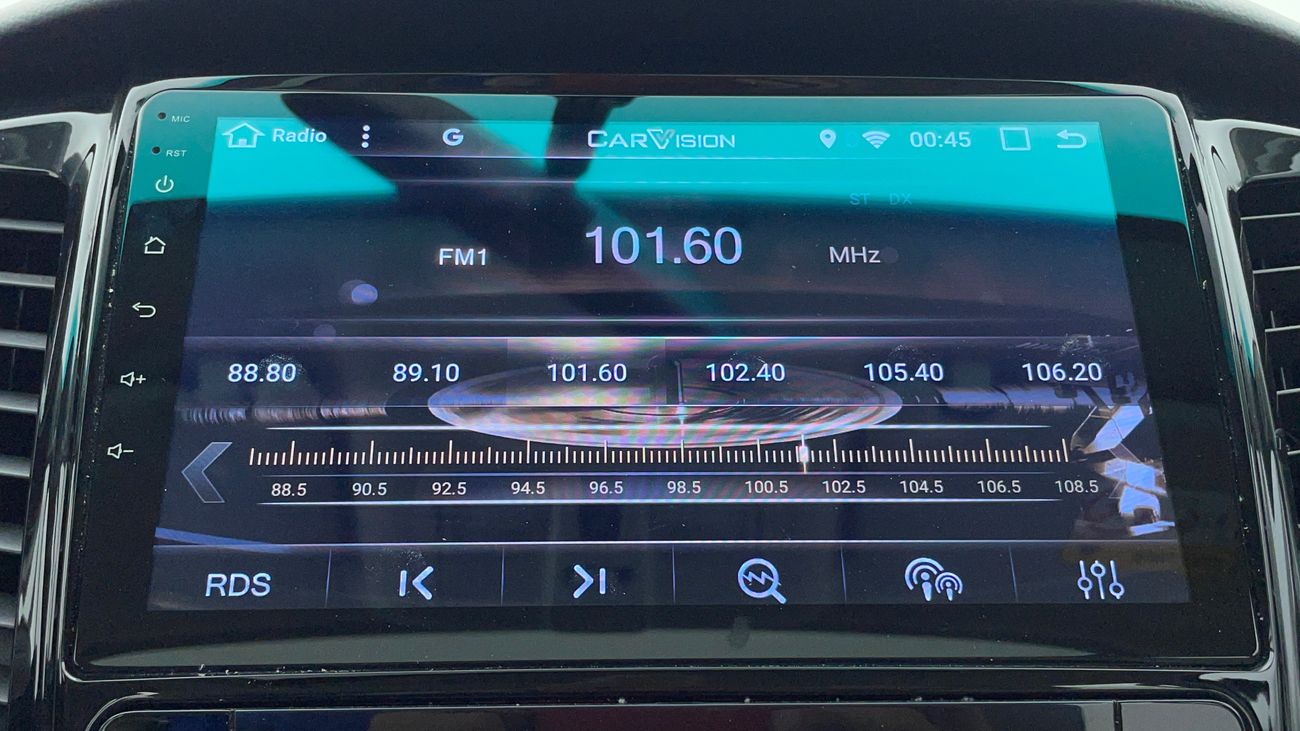 MIC
RST
Radio G CARVISION 00:45
ST DX
FM1 101.60 MHz
88.80 89.10 101.60 102.40 105.40 106.20
88.5 90.5 92.5 94.5 96.5 98.5 100.5 102.5 104.5 106.5 108.5
RDS